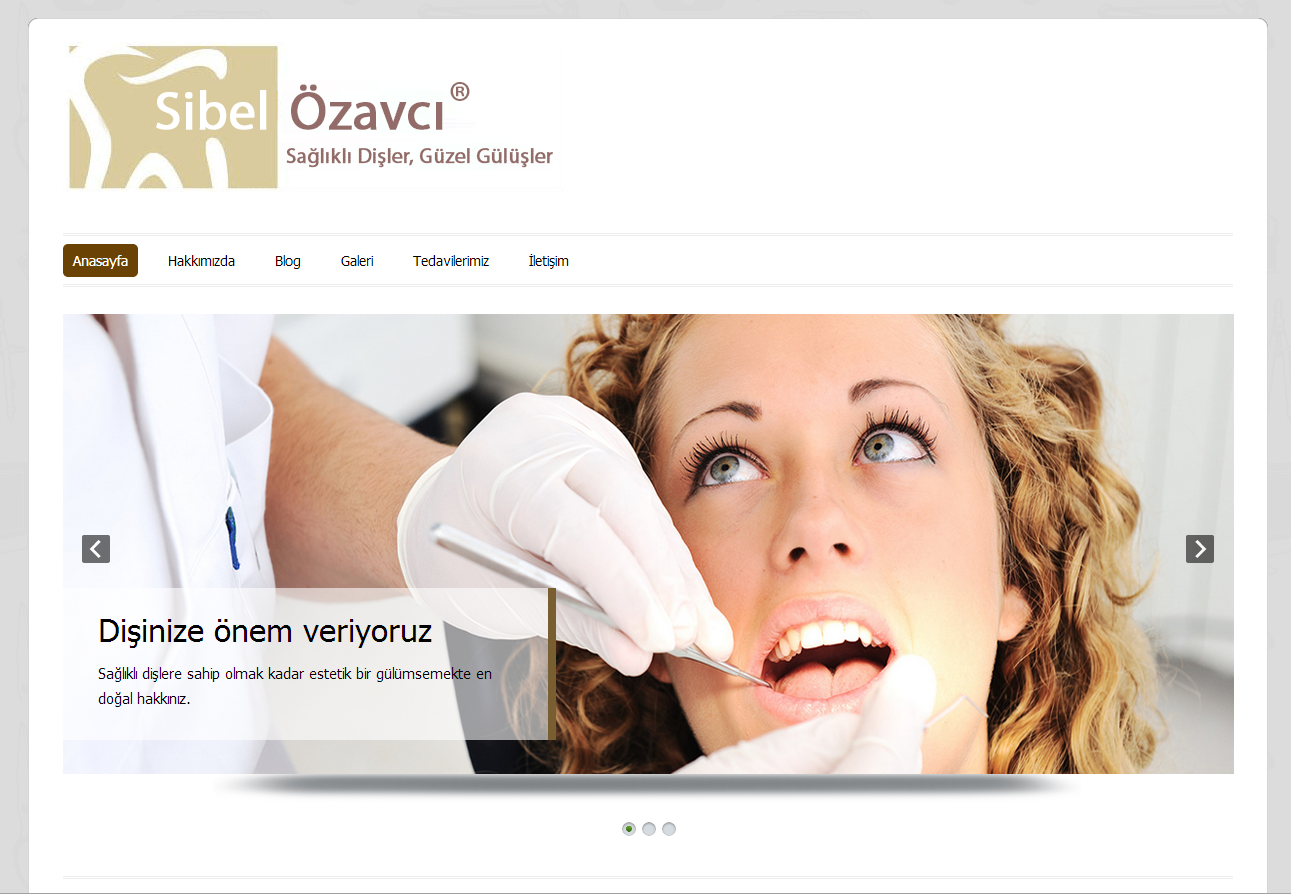 Sibel Özavcı®
Sağlıklı Dişler, Güzel Gülüşler
Anasayfa Hakkımızda Blog Galeri Tedavilerimiz İletişim
Dişinize önem veriyoruz
Sağlıklı dişlere sahip olmak kadar estetik bir gülümsemekte en
doğal hakkınız.